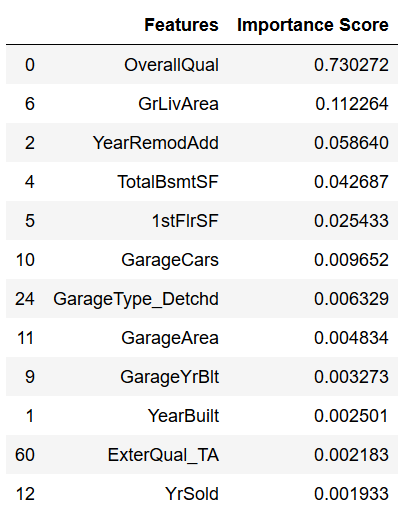 Features Importance Score
0 OverallQual 0.730272
6 GrLivArea 0.112264
2 YearRemodAdd 0.058640
4 TotalBsmtSF 0.042687
5 1stFlrSF 0.025433
10 GarageCars 0.009652
24 GarageType_Detchd 0.006329
11 GarageArea 0.004834
9 GarageYrBlt 0.003273
1 YearBuilt 0.002501
60 ExterQual_TA 0.002183
12 YrSold 0.001933